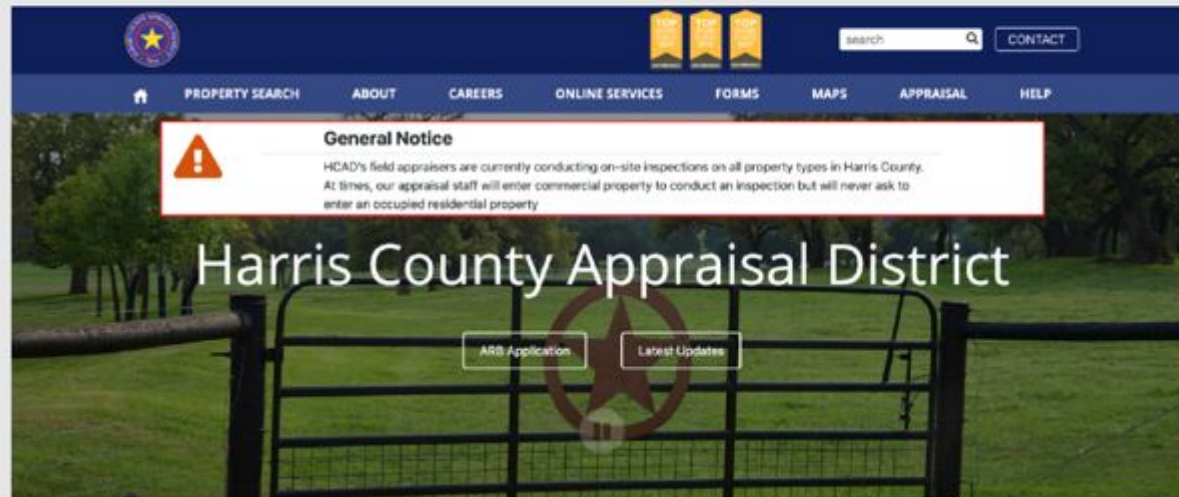 TOP TOP TOP
search
CONTACT
PROPERTY SEARCH ABOUT CAREERS ONLINE SERVICES FORMS MAPS APPRAISAL HELP
General Notice
HCAD's field appraisers are currently conducting on-site inspections on all property types in Harris County.
At times, our appraisal staff will enter commercial property to conduct an inspection but will never ask to
enter an occupied residential property
Harris County Appraisal District
ARB Application
Latest Updates